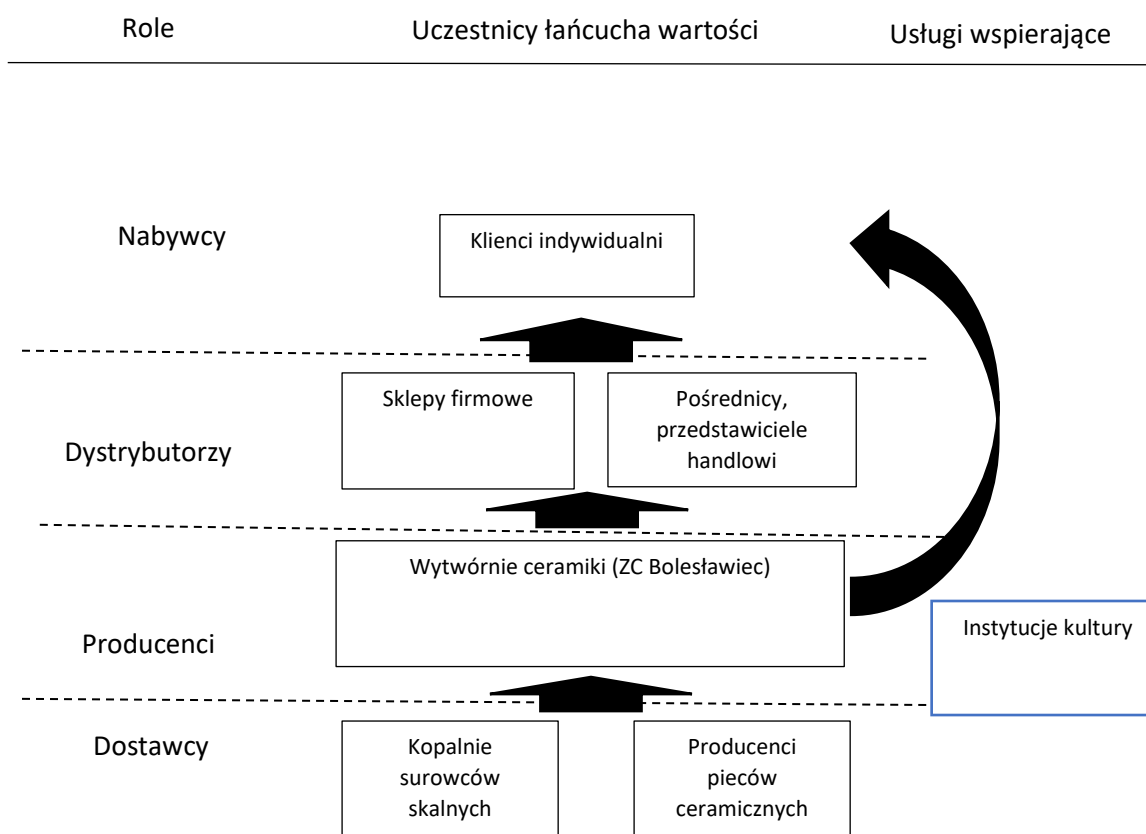 Role
Uczestnicy łańcucha wartości
Usługi wspierające
Nabywcy
Klienci indywidualni
Dystrybutorzy
Sklepy firmowe
Pośrednicy,
przedstawiciele
handlowi
Producenci
Wytwórnie ceramiki (ZC Bolesławiec)
Instytucje kultury
Dostawcy
Kopalnie
surowców
skalnych
Producenci
pieców
ceramicznych